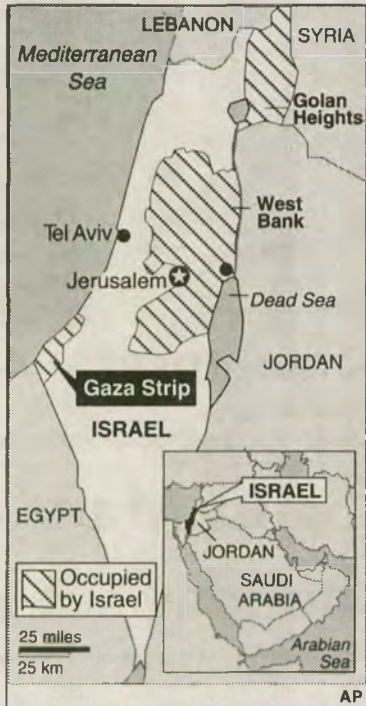 LEBANON
SYRIA
Mediterranean
Sea
Golan
Heights
West
Bank
Tel Aviv
Jerusalem
Dead Sea
JORDAN
Gaza Strip
ISRAEL
EGYPT
ISRAEL
JORDAN
SAUDI
ARABIA
Arabian
Sea
Occupied
by Israel
25 miles
25 km
AP